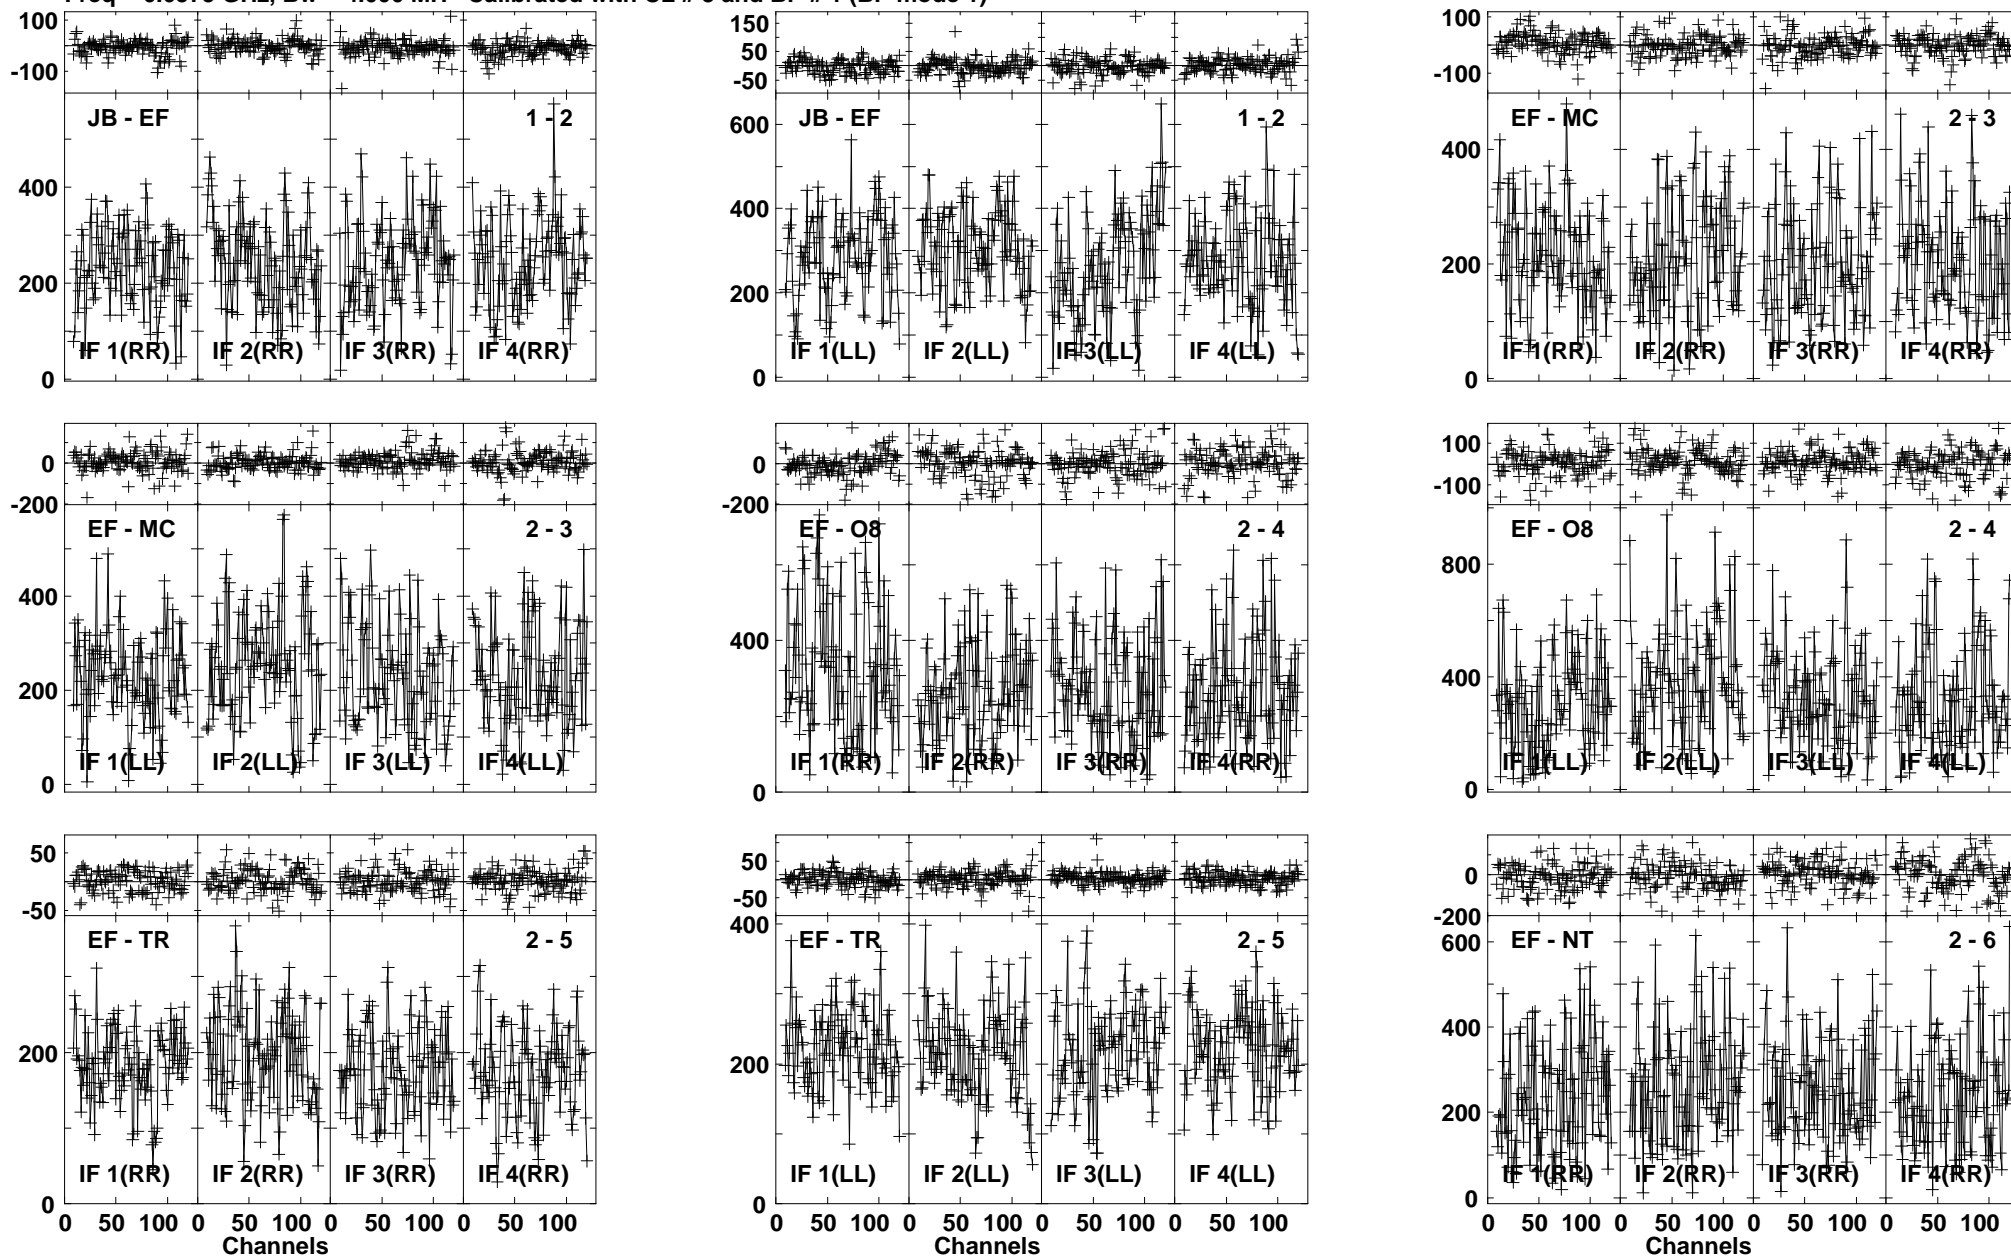 100
-100
JB - EF
1 - 2
400
200
0
IF 1(RR)
IF 2(RR)
IF 3(RR)
IF 4(RR)
150
50
-50
JB - EF
1 - 2
600
400
200
0
IF 1(LL)
IF 2(LL)
IF 3(LL)
IF 4(LL)
100
-100
EF - MC
2 - 3
400
200
0
IF 1(RR)
IF 2(RR)
IF 3(RR)
IF 4(RR)
0
-200
EF - MC
2 - 3
400
200
0
IF 1(LL)
IF 2(LL)
IF 3(LL)
IF 4(LL)
0
-200
EF - O8
2 - 4
400
0
IF 1(RR)
IF 2(RR)
IF 3(RR)
IF 4(RR)
100
-100
EF - O8
2 - 4
800
400
0
IF 1(LL)
IF 2(LL)
IF 3(LL)
IF 4(LL)
50
-50
EF - TR
2 - 5
200
0
IF 1(RR)
IF 2(RR)
IF 3(RR)
IF 4(RR)
0 50 100 0 50 100 0 50 100 0 50 100
Channels
50
-50
EF - TR
2 - 5
400
200
0
IF 1(LL)
IF 2(LL)
IF 3(LL)
IF 4(LL)
0 50 100 0 50 100 0 50 100 0 50 100
Channels
0
-200
EF - NT
2 - 6
600
400
200
0
IF 1(RR)
IF 2(RR)
IF 3(RR)
IF 4(RR)
0 50 100 0 50 100 0 50 100 0 50 100
Channels